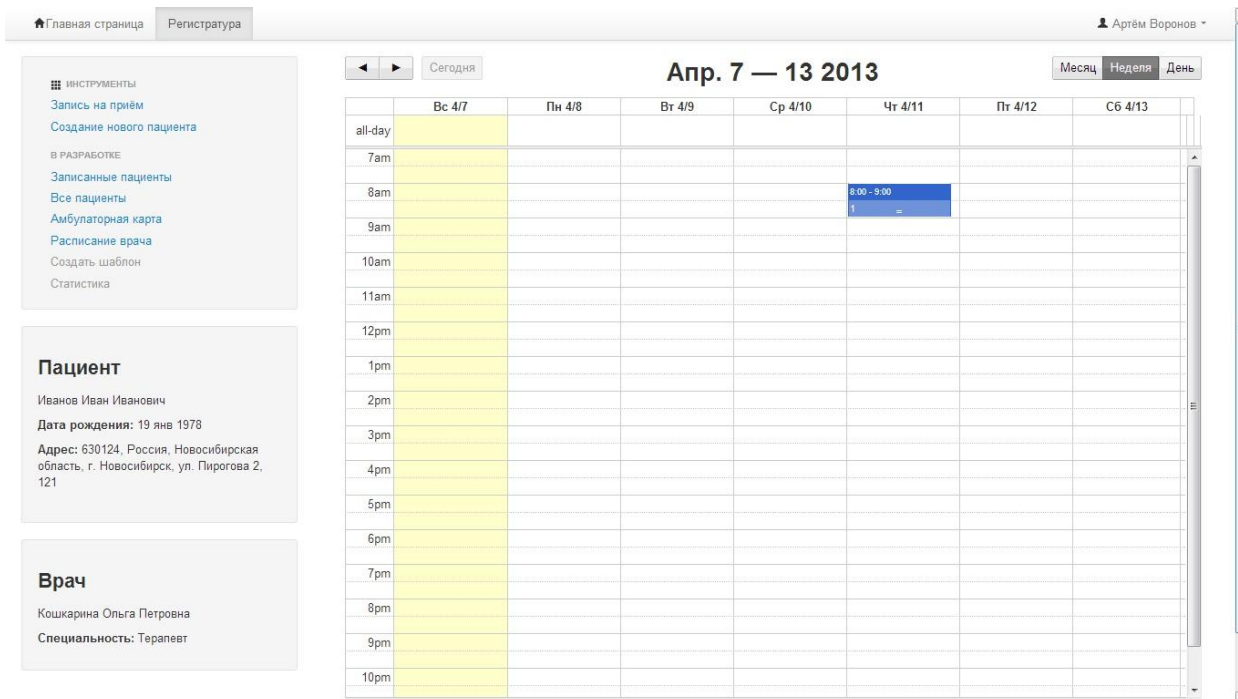 Главная страница
Регистратура
Артём Воронов
ИНСТРУМЕНТЫ
Запись на приём
Создание нового пациента
В РАЗРАБОТКЕ
Записанные пациенты
Все пациенты
Амбулаторная карта
Расписание врача
Создать шаблон
Статистика
Пациент
Иванов Иван Иванович
Дата рождения: 19 янв 1978
Адрес: 630124, Россия, Новосибирская
область, г. Новосибирск, ул. Пирогова 2,
121
Врач
Кошкарина Ольга Петровна
Специальность: Терапевт
Сегодня
Апр. 7 — 13 2013
Месяц Неделя День
Вс 4/7 Пн 4/8 Вт 4/9 Ср 4/10 Чт 4/11 Пт 4/12 Сб 4/13
all-day
7am
8am
8:00 - 9:00
1
9am
10am
11am
12pm
1pm
2pm
3pm
4pm
5pm
6pm
7pm
8pm
9pm
10pm